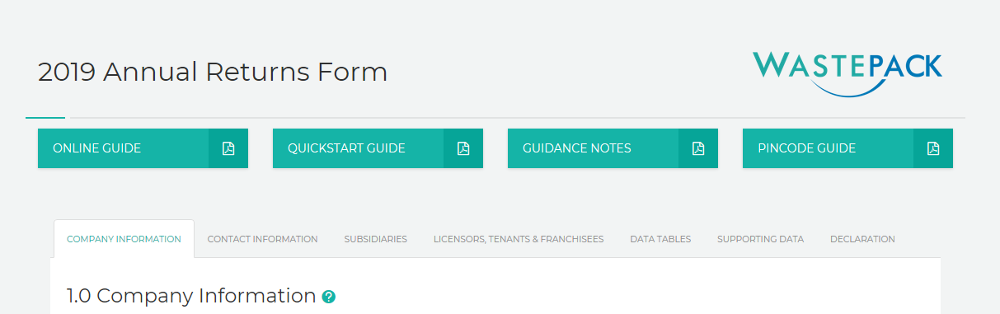 2019 Annual Returns Form
WASTEPACK
ONLINE GUIDE
QUICKSTART GUIDE
GUIDANCE NOTES
PINCODE GUIDE
COMPANY INFORMATION
CONTACT INFORMATION
SUBSIDIARIES
LICENSORS, TENANTS & FRANCHISEES
DATA TABLES
SUPPORTING DATA
DECLARATION
1.0 Company Information ?